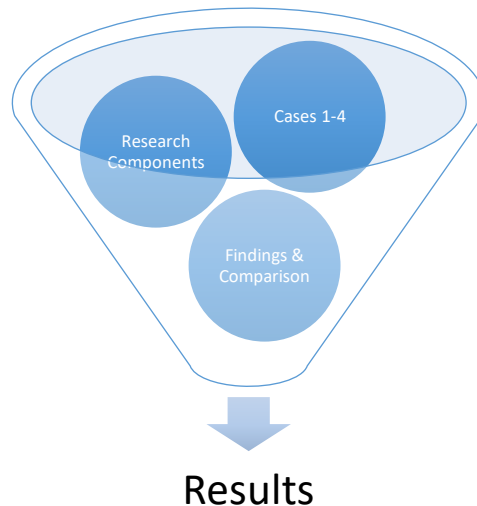 Cases 1-4
Research
Components
Findings &
Comparison
Results